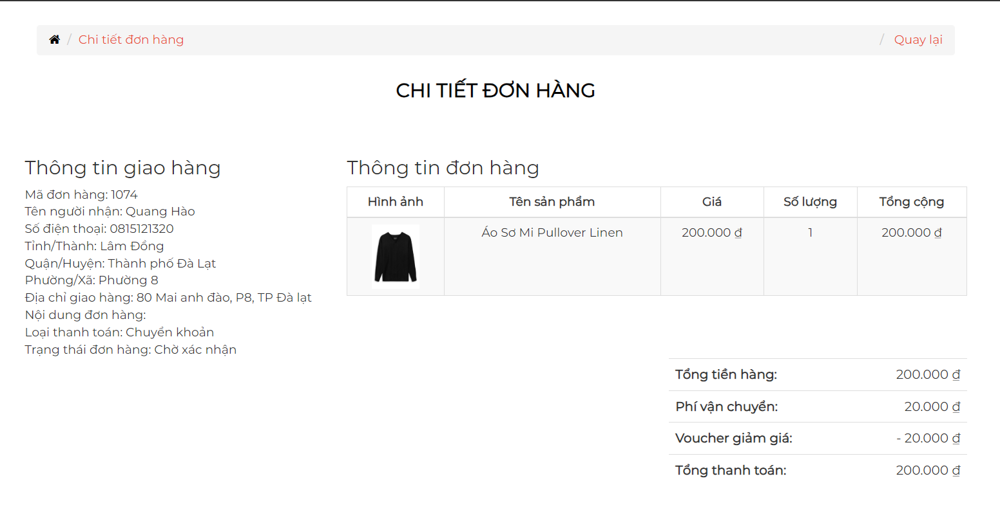 / Chi tiết đơn hàng / Quay lại
CHI TIẾT ĐƠN HÀNG
Thông tin giao hàng
Mã đơn hàng: 1074
Tên người nhận: Quang Hào
Số điện thoại: 0815121320
Tỉnh/Thành: Lâm Đồng
Quận/Huyện: Thành phố Đà Lạt
Phường/Xã: Phường 8
Địa chỉ giao hàng: 80 Mai anh đào, P8, TP Đà lạt
Nội dung đơn hàng:
Loại thanh toán: Chuyển khoản
Trạng thái đơn hàng: Chờ xác nhận
Thông tin đơn hàng
Hình ảnh Tên sản phẩm Giá Số lượng Tổng cộng
Áo Sơ Mi Pullover Linen 200.000 ₫ 1 200.000 ₫
Tổng tiền hàng: 200.000 ₫
Phí vận chuyển: 20.000 ₫
Voucher giảm giá: - 20.000 ₫
Tổng thanh toán: 200.000 ₫